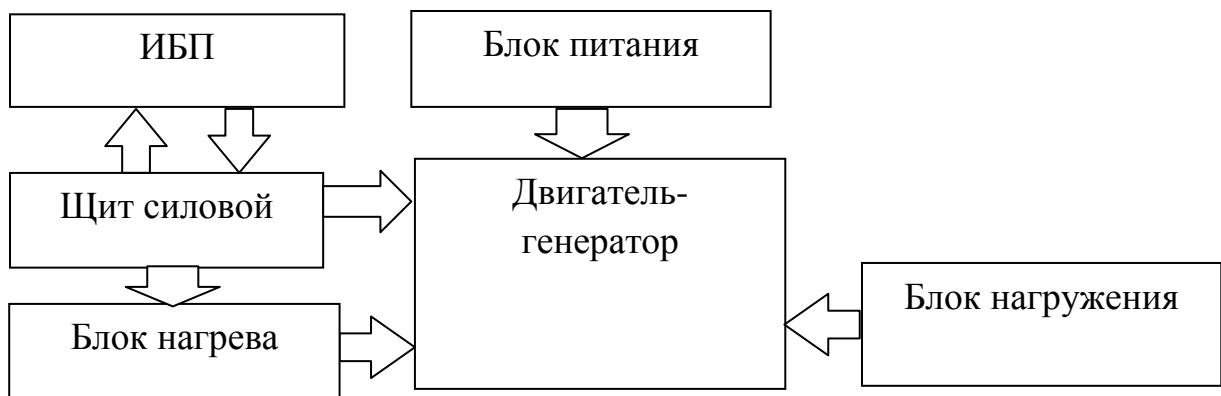 ИБП
Блок питания
Щит силовой
Двигатель-
генератор
Блок нагружения
Блок нагрева